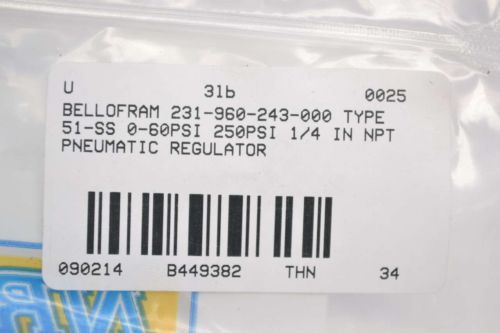 U 3lb 0025
BELLOFRAM 231-960-243-000 TYPE
51-SS 0-60PSI 250PSI 1/4 IN NPT
PNEUMATIC REGULATOR
090214 B449382 THN 34